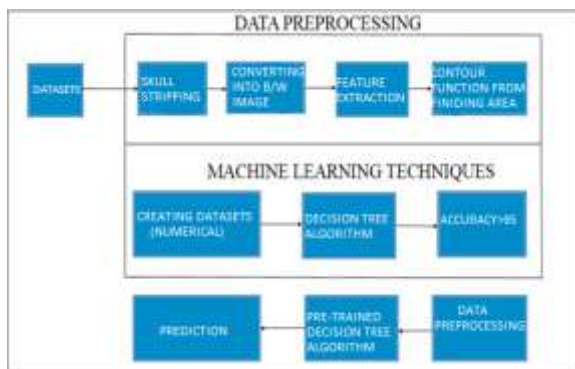 DATA PREPROCESSING
DATASETS
SKULL
STRIPPING
CONVERTING
INTO B/W
IMAGE
FEATURE
EXTRACTION
CONTOUR
FUNCTION FROM
FINIDING AREA
MACHINE LEARNING TECHNIQUES
CREATING DATASETS
(NUMERICAL)
DECISION TREE
ALGORITHM
PREDICTION
PRE-TRAINED
DECISION TREE
ALGORITHM
DATA
PREPROCESSING